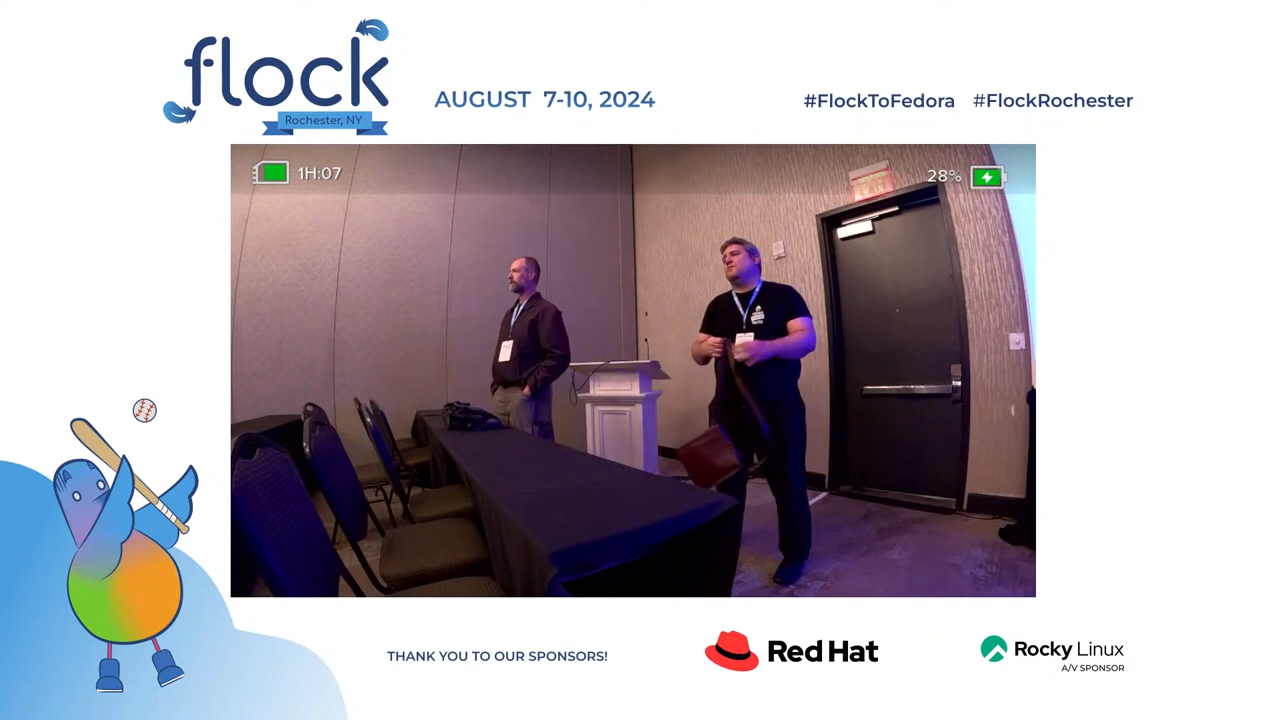 flock
Rochester, NY
AUGUST 7-10, 2024
#FlockToFedora #FlockRochester
1H:07
28%
EXIT
THANK YOU TO OUR SPONSORS!
Red Hat
Rocky Linux
A/V SPONSOR